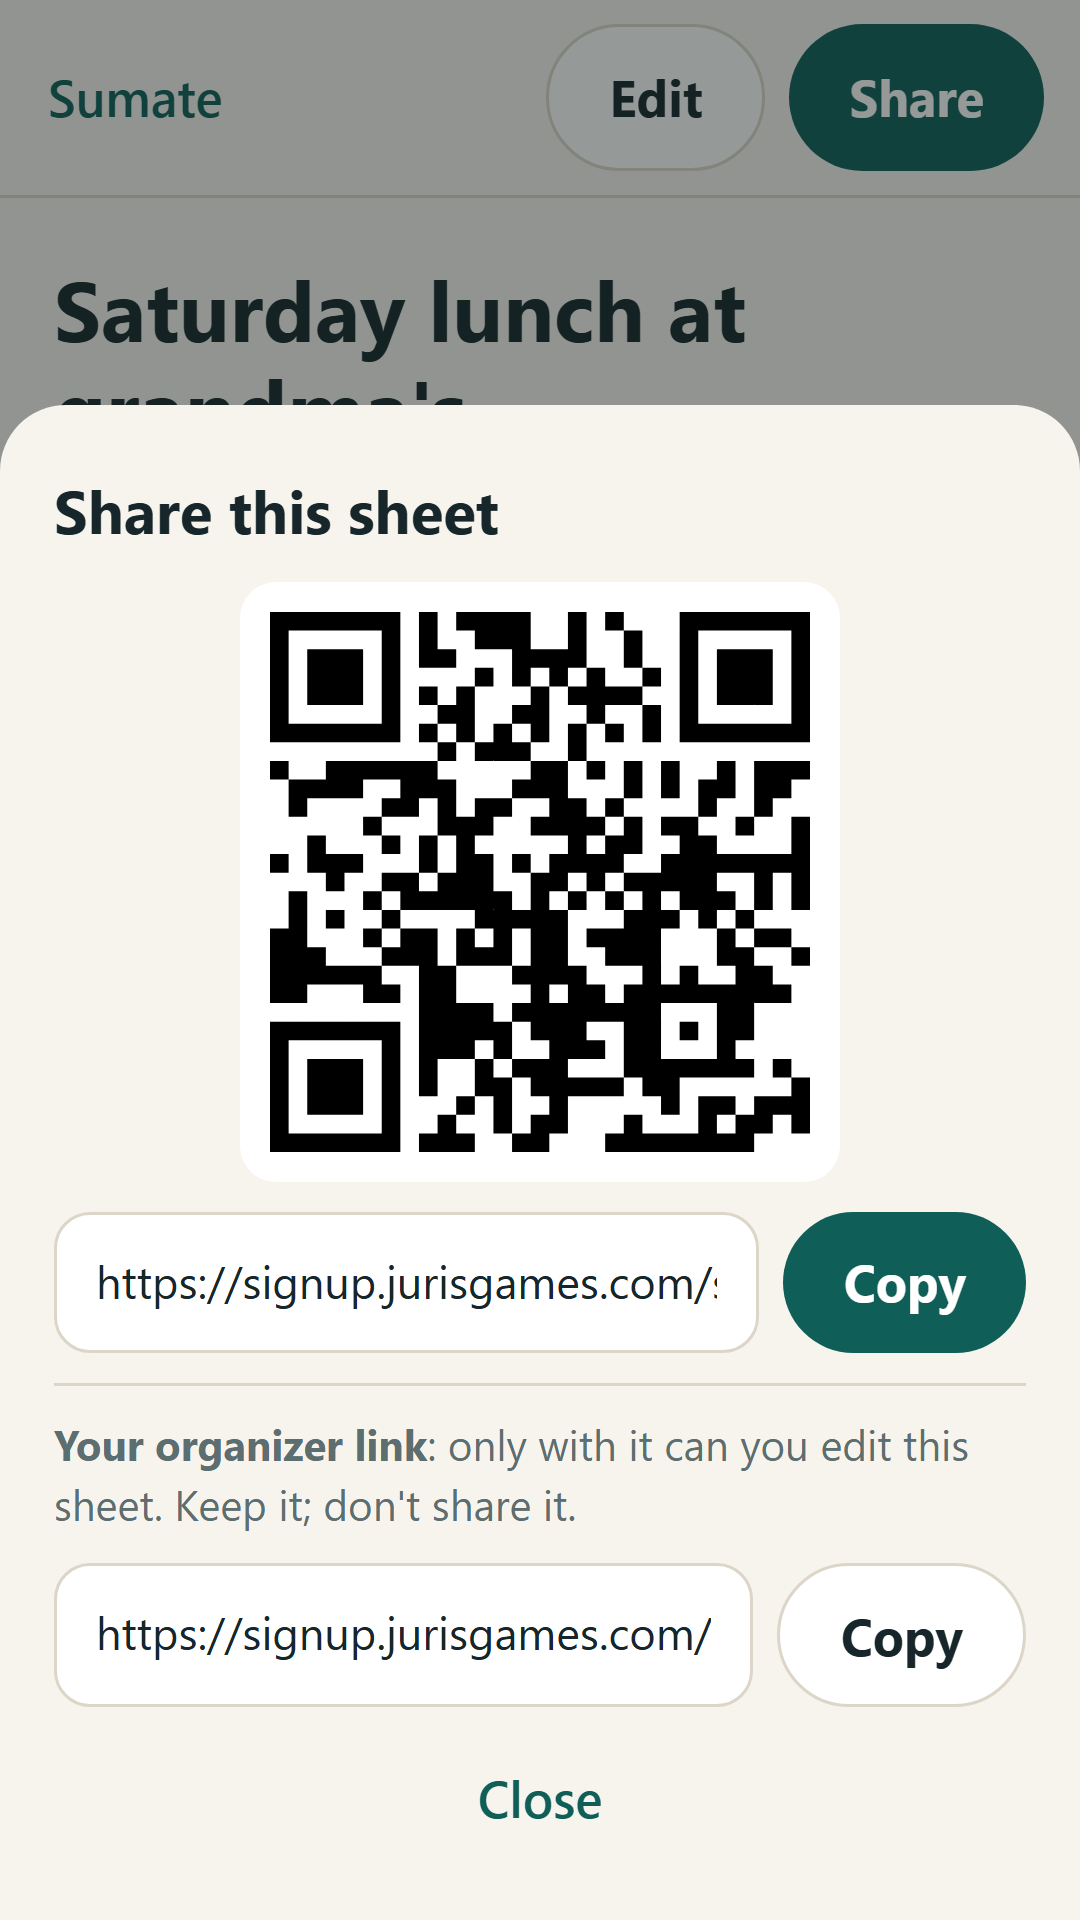 Sumate
Edit
Share
Saturday lunch at
grandma's
Share this sheet
https://signup.jurisgames.com/s
Copy
Your organizer link: only with it can you edit this
sheet. Keep it; don't share it.
https://signup.jurisgames.com/
Copy
Close